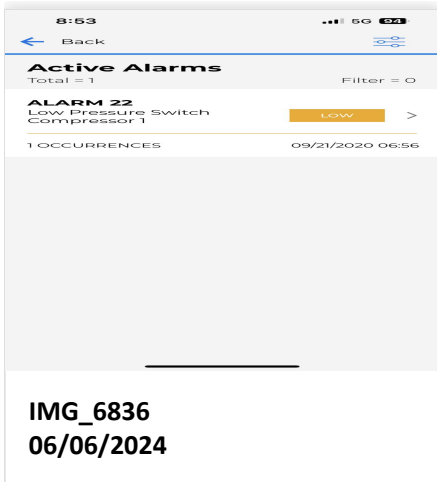 8:53 5G 94
Back
Active Alarms
Total = 1 Filter = 0
ALARM 22
Low Pressure Switch
Compressor 1
LOW >
1 OCCURRENCES 09/21/2020 06:56
IMG_6836
06/06/2024